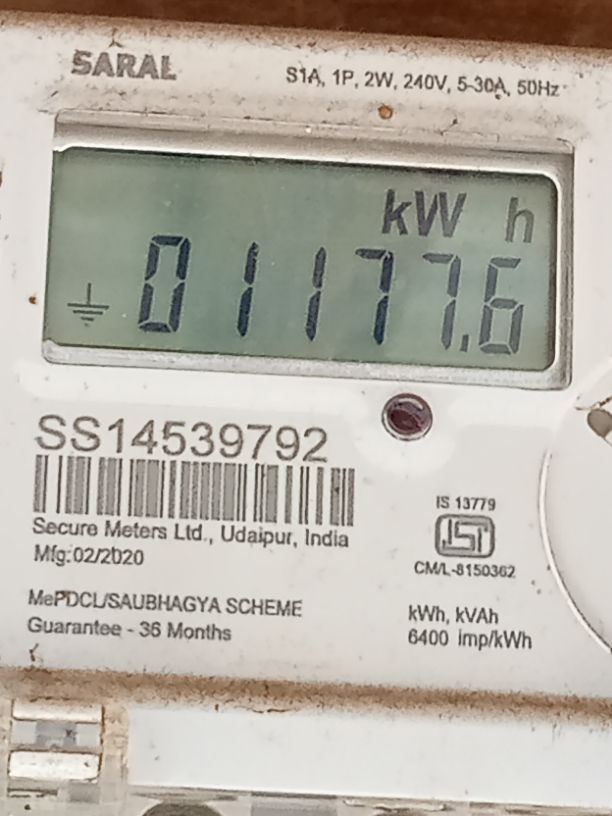 SARAL
S1A, 1P, 2W, 240V, 5-30A, 50Hz
kW h
01177.6
SS14539792
Secure Meters Ltd., Udaipur, India
Mfg:02/2020
MePDCL/SAUBHAGYA SCHEME
Guarantee - 36 Months
IS 13779
ISI
CM/L-8150362
kWh, kVAh
6400 imp/kWh